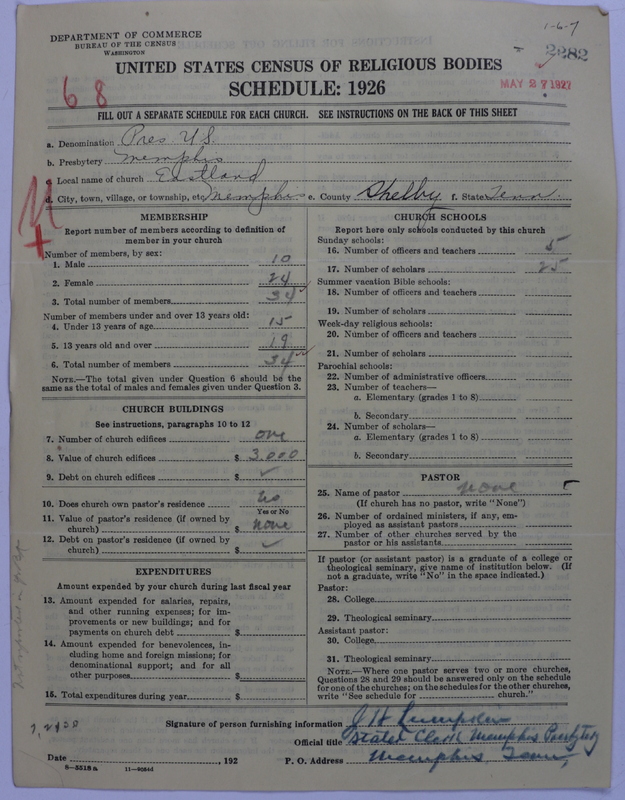 1-6-7
DEPARTMENT OF COMMERCE
BUREAU OF THE CENSUS
WASHINGTON
2282
UNITED STATES CENSUS OF RELIGIOUS BODIES
MAY 27 1927
SCHEDULE: 1926
68
FILL OUT A SEPARATE SCHEDULE FOR EACH CHURCH. SEE INSTRUCTIONS ON THE BACK OF THIS SHEET
a. Denomination Pres. U.S.
b. Presbytery Memphis
c. Local name of church Eastland
d. City, town, village, or township, etc. Memphis e. County Shelby f. State Tenn.
MEMBERSHIP
Report number of members according to definition of
member in your church
Number of members, by sex:
1. Male 10
2. Female 24
3. Total number of members 34
Number of members under and over 13 years old:
4. Under 13 years of age 15
5. 13 years old and over 19
6. Total number of members 34
NOTE.—The total given under Question 6 should be the
same as the total of males and females given under Question 3.
CHURCH BUILDINGS
See instructions, paragraphs 10 to 12
7. Number of church edifices one
8. Value of church edifices $ 3,000
9. Debt on church edifices $ ✓
10. Does church own pastor's residence No
Yes or No
11. Value of pastor's residence (if owned by
church) $ none
12. Debt on pastor's residence (if owned by
church) $ ✓
EXPENDITURES
Amount expended by your church during last fiscal year
13. Amount expended for salaries, repairs,
and other running expenses; for im-
provements or new buildings; and for
payments on church debt $
14. Amount expended for benevolences, in-
cluding home and foreign missions; for
denominational support; and for all
other purposes $
15. Total expenditures during year $
CHURCH SCHOOLS
Report here only schools conducted by this church
Sunday schools:
16. Number of officers and teachers 5
17. Number of scholars 25
Summer vacation Bible schools:
18. Number of officers and teachers
19. Number of scholars
Week-day religious schools:
20. Number of officers and teachers
21. Number of scholars
Parochial schools:
22. Number of administrative officers
23. Number of teachers—
a. Elementary (grades 1 to 8)
b. Secondary
24. Number of scholars—
a. Elementary (grades 1 to 8)
b. Secondary
PASTOR
25. Name of pastor none
(If church has no pastor, write "None")
26. Number of ordained ministers, if any, em-
ployed as assistant pastors
27. Number of other churches served by the
pastor or his assistants
If pastor (or assistant pastor) is a graduate of a college or
theological seminary, give name of institution below. (If
not a graduate, write "No" in the space indicated.)
Pastor:
28. College
29. Theological seminary
Assistant pastor:
30. College
31. Theological seminary
NOTE.—Where one pastor serves two or more churches,
Questions 28 and 29 should be answered only on the schedule
for one of the churches; on the schedules for the other churches,
write "See schedule for church."
Signature of person furnishing information J H Lumpkin
Official title Stated Clerk Memphis Presbytery
Date , 192
P. O. Address Memphis Tenn,
8-3518a 11-9064d